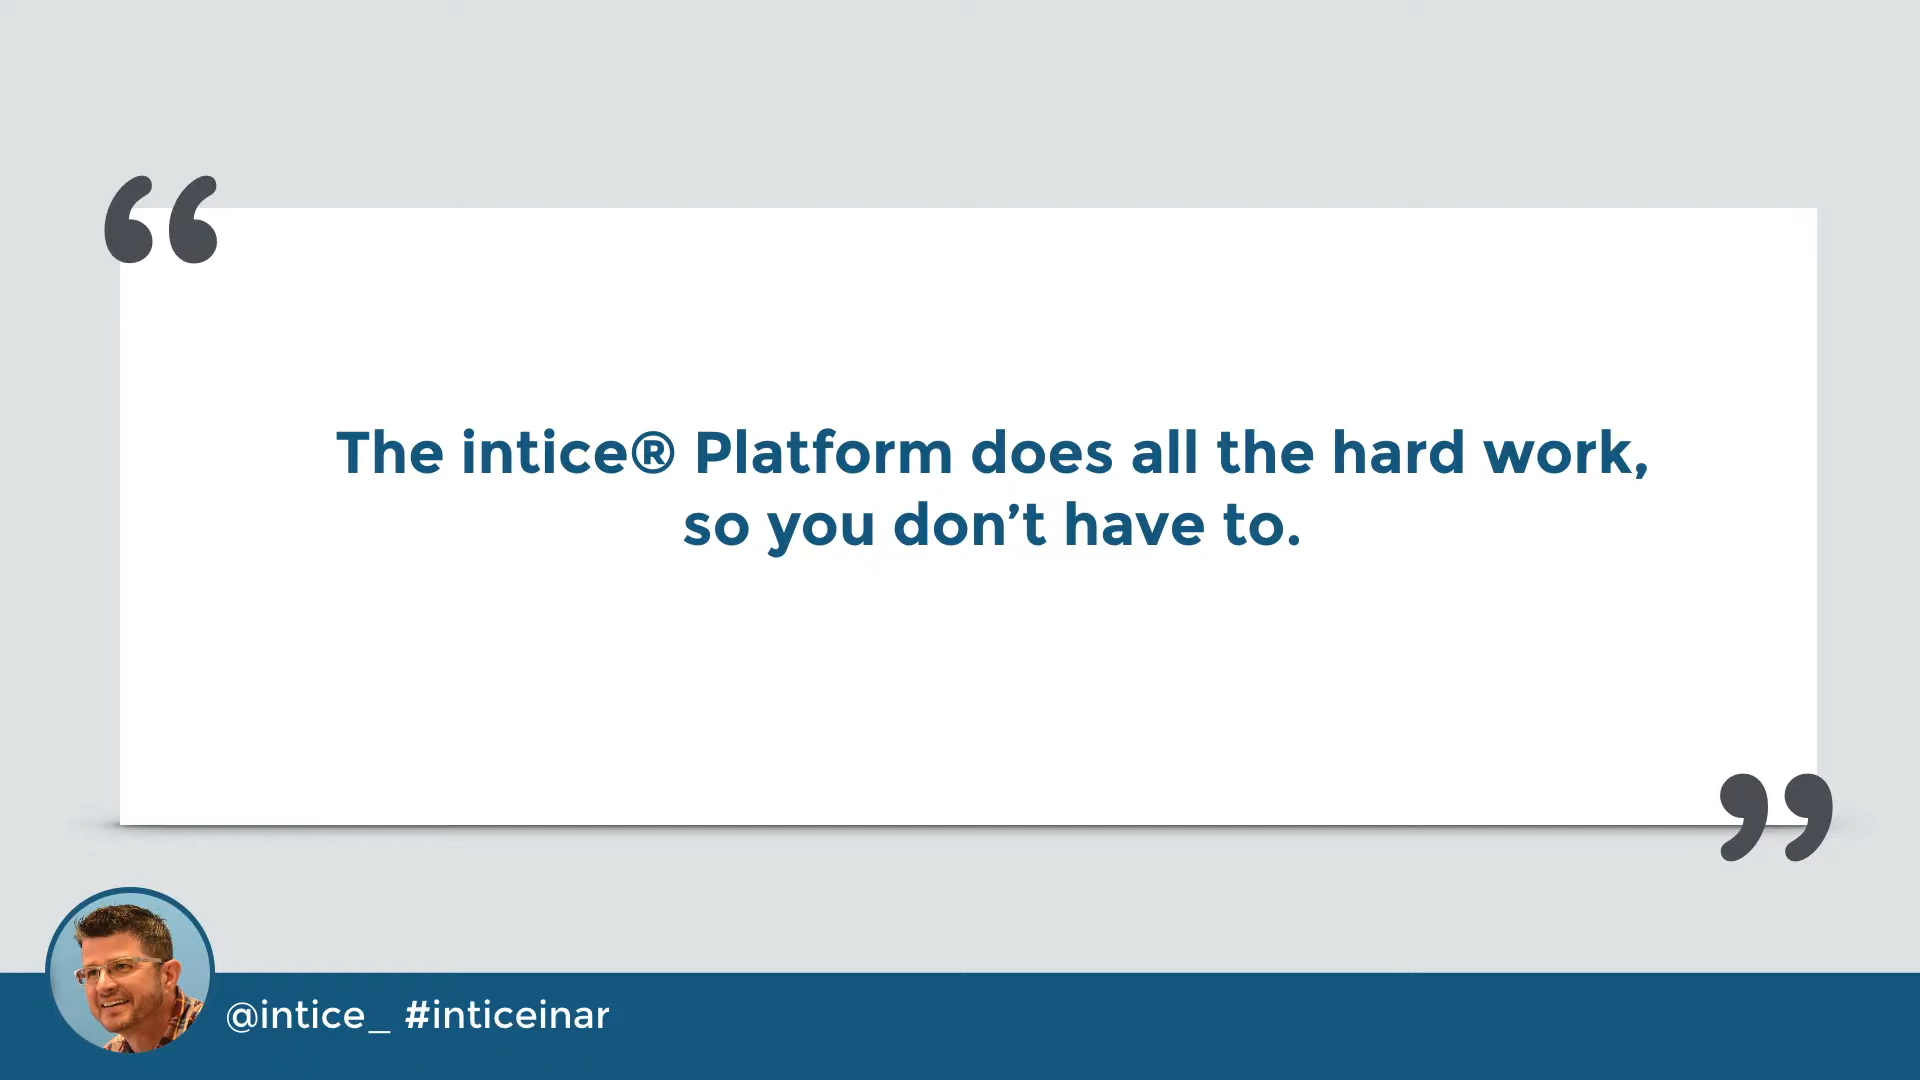 “
The intice® Platform does all the hard work,
so you don’t have to.
”
@intice_ #inticeinar